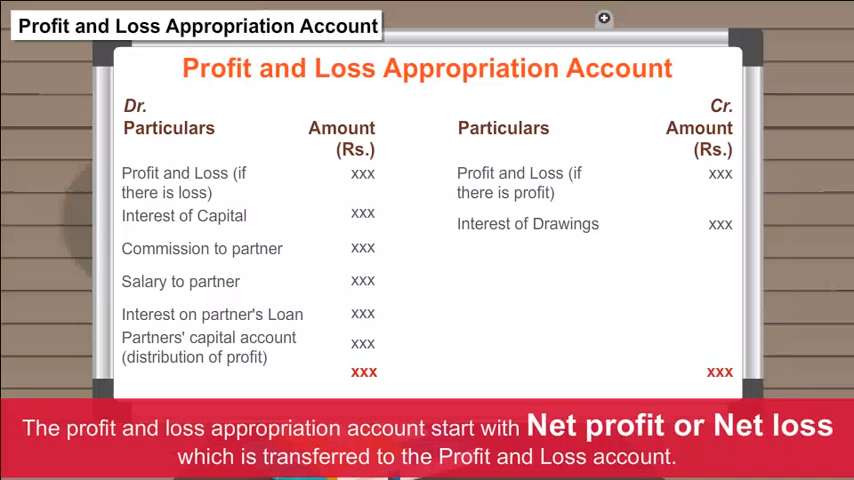 Profit and Loss Appropriation Account
Profit and Loss Appropriation Account
Dr. Cr.
Particulars Amount (Rs.) Particulars Amount (Rs.)
Profit and Loss (if there is loss) xxx Profit and Loss (if there is profit) xxx
Interest of Capital xxx Interest of Drawings xxx
Commission to partner xxx
Salary to partner xxx
Interest on partner's Loan xxx
Partners' capital account (distribution of profit) xxx
xxx xxx
The profit and loss appropriation account start with Net profit or Net loss
which is transferred to the Profit and Loss account.